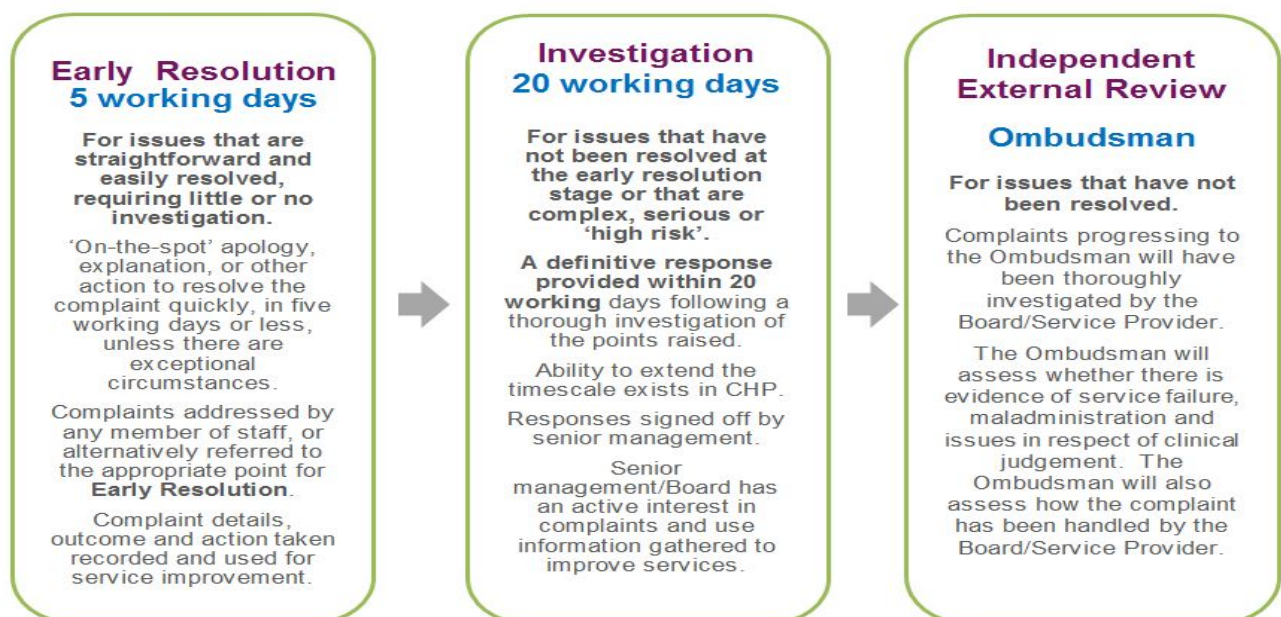 Early Resolution
5 working days
For issues that are
straightforward and
easily resolved,
requiring little or no
investigation.
‘On-the-spot’ apology,
explanation, or other
action to resolve the
complaint quickly, in five
working days or less,
unless there are
exceptional
circumstances.
Complaints addressed by
any member of staff, or
alternatively referred to
the appropriate point for
Early Resolution.
Complaint details,
outcome and action taken
recorded and used for
service improvement.
Investigation
20 working days
For issues that have
not been resolved at
the early resolution
stage or that are
complex, serious or
‘high risk’.
A definitive response
provided within 20
working days following a
thorough investigation of
the points raised.
Ability to extend the
timescale exists in CHP.
Responses signed off by
senior management.
Senior
management/Board has
an active interest in
complaints and use
information gathered to
improve services.
Independent
External Review
Ombudsman
For issues that have not
been resolved.
Complaints progressing to
the Ombudsman will have
been thoroughly
investigated by the
Board/Service Provider.
The Ombudsman will
assess whether there is
evidence of service failure,
maladministration and
issues in respect of clinical
judgement. The
Ombudsman will also
assess how the complaint
has been handled by the
Board/Service Provider.